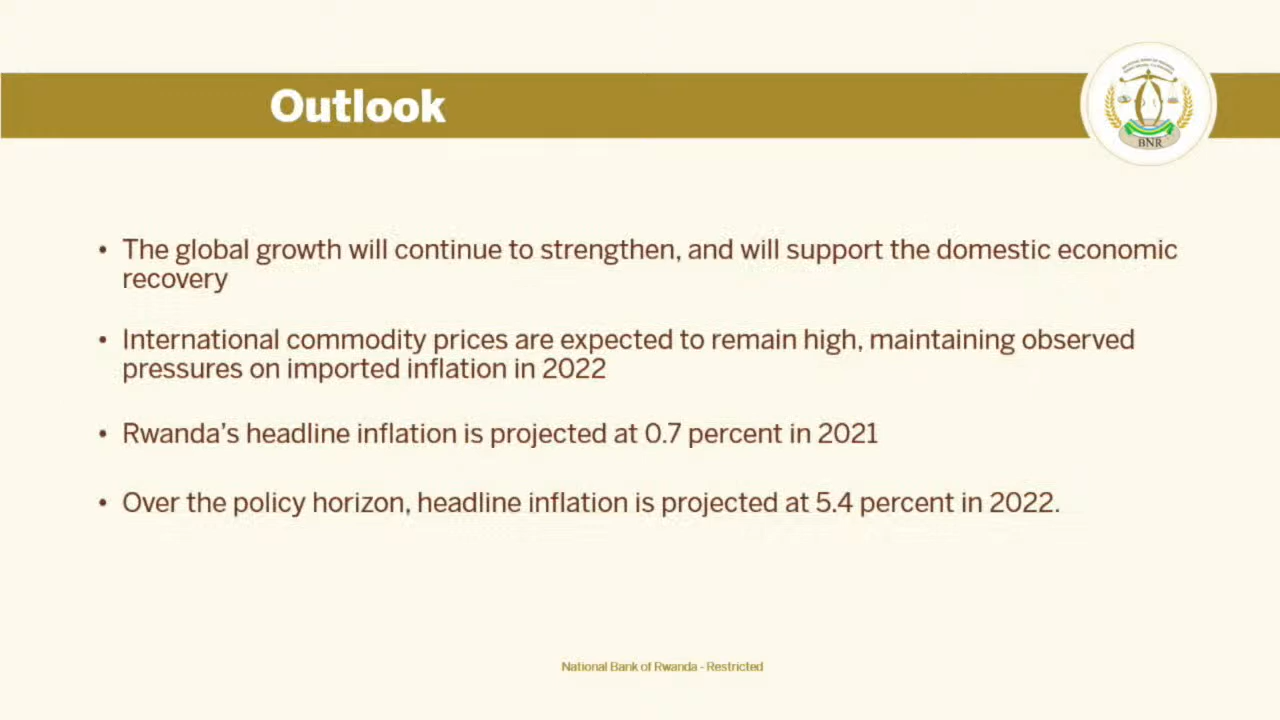 Outlook
BNR
• The global growth will continue to strengthen, and will support the domestic economic
recovery
• International commodity prices are expected to remain high, maintaining observed
pressures on imported inflation in 2022
• Rwanda's headline inflation is projected at 0.7 percent in 2021
• Over the policy horizon, headline inflation is projected at 5.4 percent in 2022.
National Bank of Rwanda - Restricted